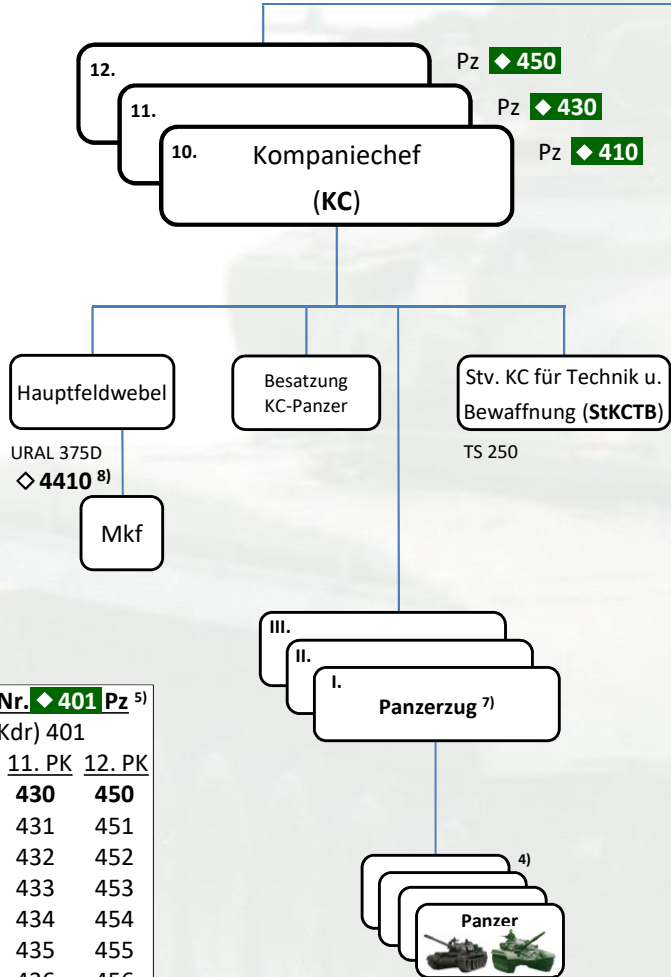 12.
Pz ◆ 450
11.
Pz ◆ 430
10.
Kompaniechef
(KC)
Pz ◆ 410
Hauptfeldwebel
Besatzung
KC-Panzer
Stv. KC für Technik u.
Bewaffnung (StKCTB)
URAL 375D
◇ 4410 8)
TS 250
Mkf
III.
II.
I.
Panzerzug 7)
Nr. ◆ 401 Pz 5)
Kdr) 401
11. PK 12. PK
430 450
431 451
432 452
433 453
434 454
435 455
436 456
4)
Panzer